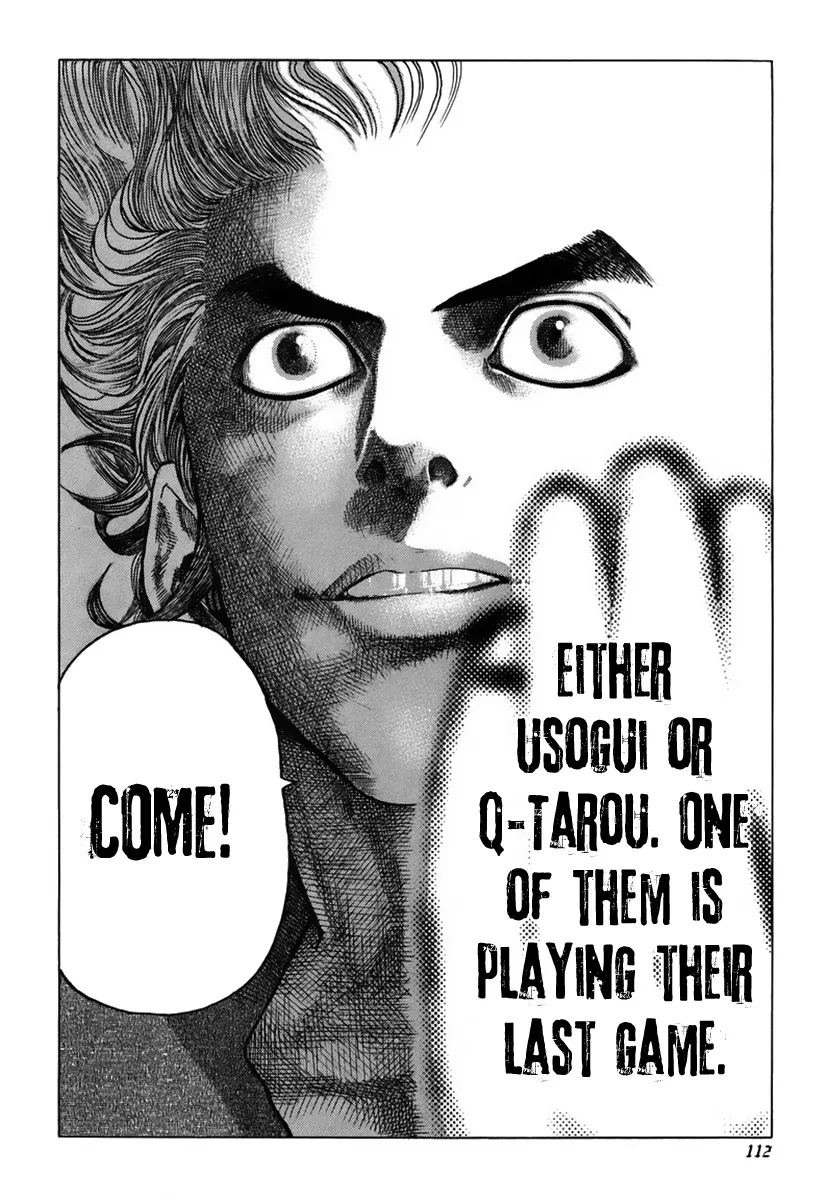 EITHER
USOGUI OR
Q-TAROU. ONE
OF THEM IS
PLAYING THEIR
LAST GAME.
COME!
112